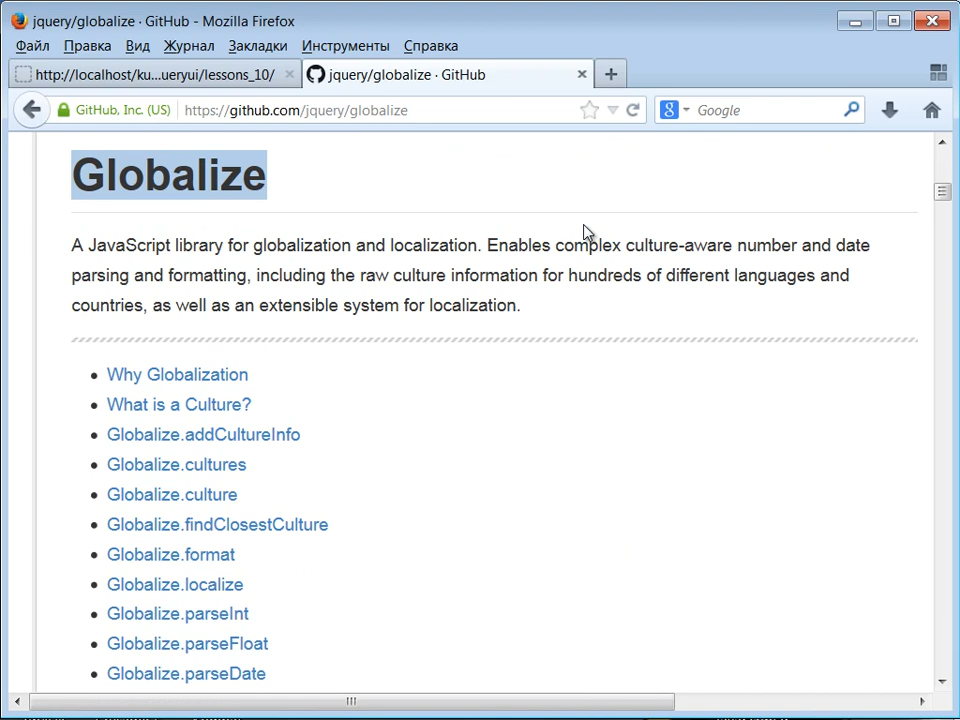 jquery/globalize · GitHub - Mozilla Firefox
Файл Правка Вид Журнал Закладки Инструменты Справка
http://localhost/ku...ueryui/lessons_10/ jquery/globalize · GitHub
GitHub, Inc. (US) https://github.com/jquery/globalize Google
Globalize
A JavaScript library for globalization and localization. Enables complex culture-aware number and date
parsing and formatting, including the raw culture information for hundreds of different languages and
countries, as well as an extensible system for localization.
Why Globalization
What is a Culture?
Globalize.addCultureInfo
Globalize.cultures
Globalize.culture
Globalize.findClosestCulture
Globalize.format
Globalize.localize
Globalize.parseInt
Globalize.parseFloat
Globalize.parseDate